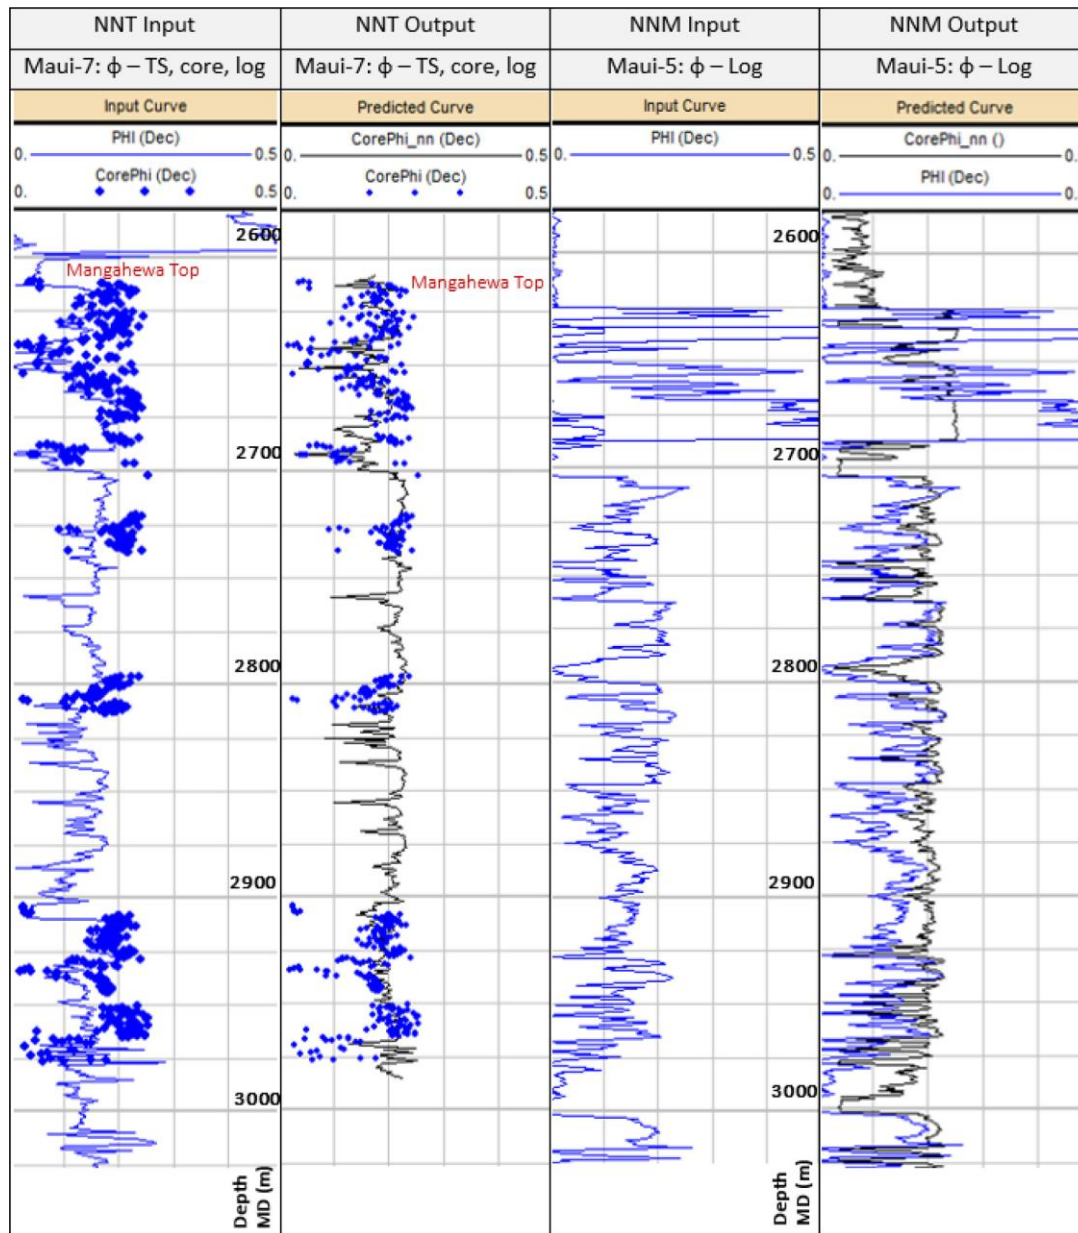 NNT Input
NNT Output
NNM Input
NNM Output
Maui-7: ϕ – TS, core, log
Maui-7: ϕ – TS, core, log
Maui-5: ϕ – Log
Maui-5: ϕ – Log
Input Curve
Predicted Curve
Input Curve
Predicted Curve
PHI (Dec)
0. 0.5
CorePhi (Dec)
0. 0.5
CorePhi_nn (Dec)
0. 0.5
CorePhi (Dec)
0. 0.5
PHI (Dec)
0. 0.5
CorePhi_nn ()
0. 0.
PHI (Dec)
0. 0.
2600
2600
Mangahewa Top
Mangahewa Top
2700
2700
2800
2800
2900
2900
3000
3000
Depth
MD (m)
Depth
MD (m)